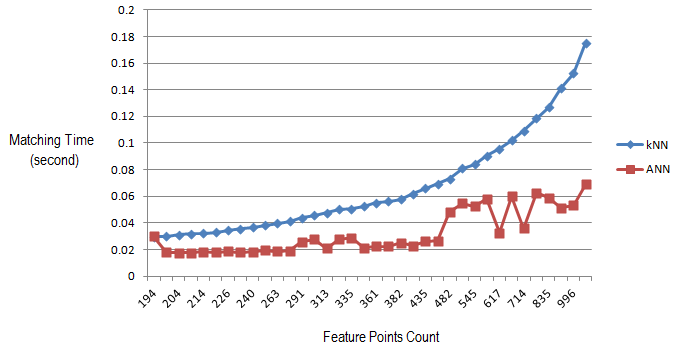 0.2
0.18
0.16
0.14
0.12
0.1
0.08
0.06
0.04
0.02
0
Matching Time
(second)
kNN
ANN
194 204 214 226 240 263 291 313 335 361 382 435 482 545 617 714 835 996
Feature Points Count